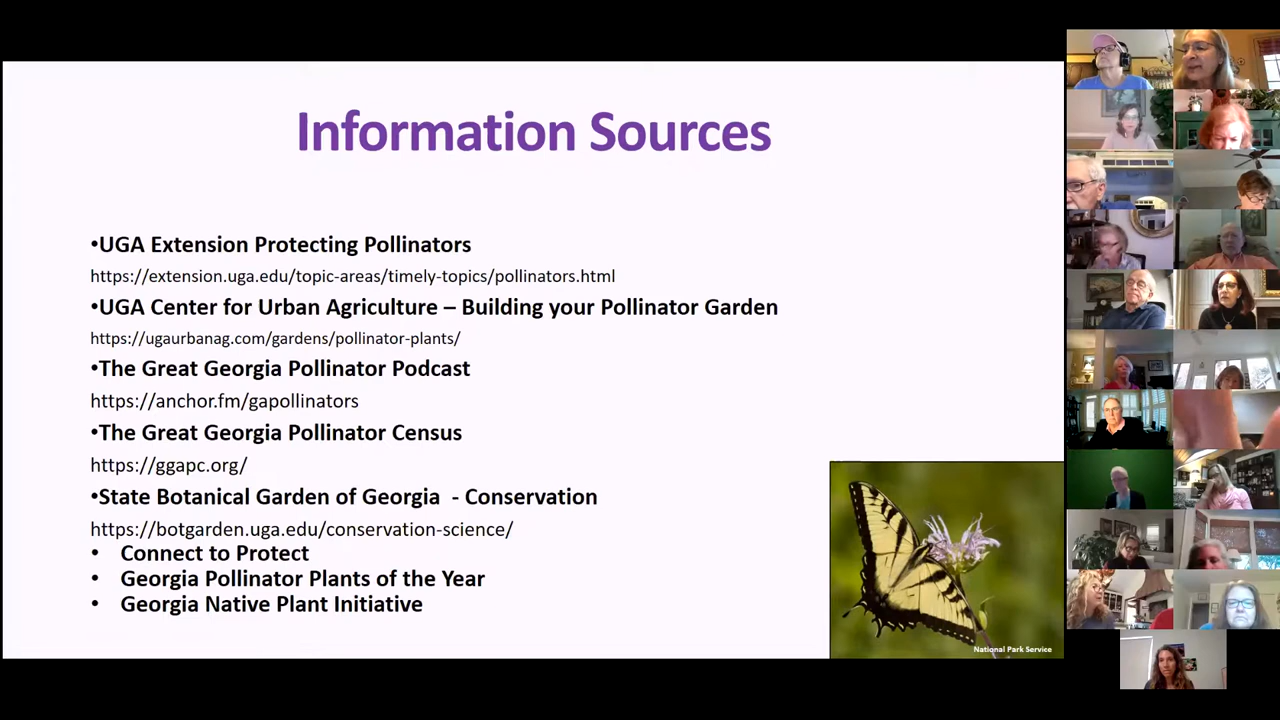 Information Sources
•UGA Extension Protecting Pollinators
https://extension.uga.edu/topic-areas/timely-topics/pollinators.html
•UGA Center for Urban Agriculture – Building your Pollinator Garden
https://ugaurbanag.com/gardens/pollinator-plants/
•The Great Georgia Pollinator Podcast
https://anchor.fm/gapollinators
•The Great Georgia Pollinator Census
https://ggapc.org/
•State Botanical Garden of Georgia - Conservation
https://botgarden.uga.edu/conservation-science/
• Connect to Protect
• Georgia Pollinator Plants of the Year
• Georgia Native Plant Initiative
National Park Service